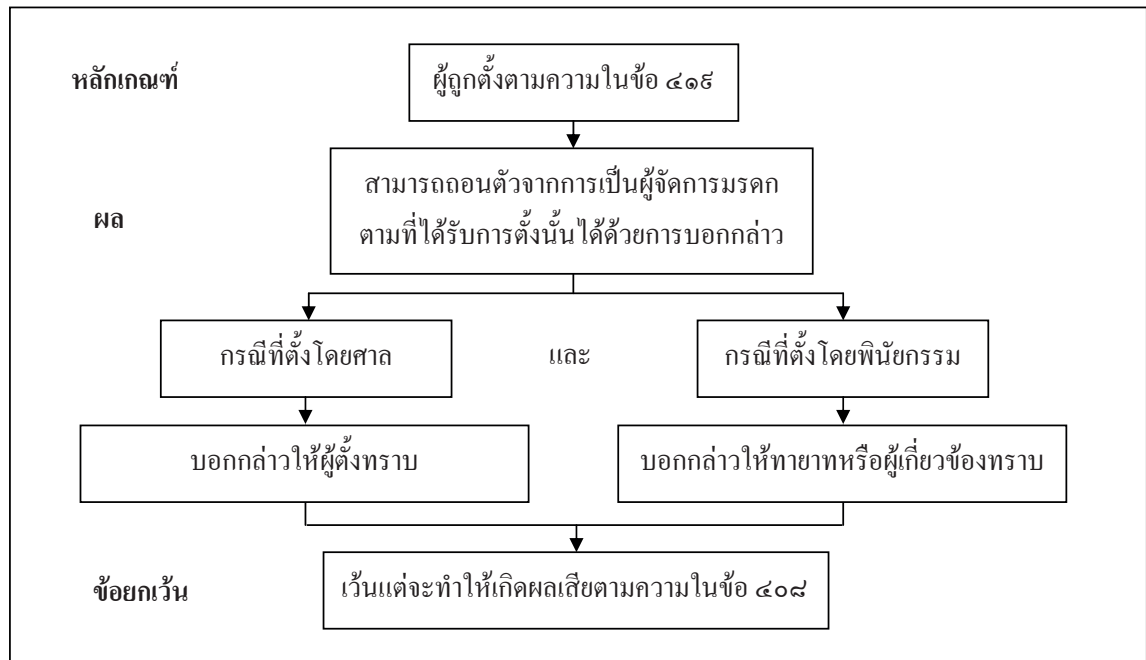 หลักเกณฑ์
ผู้ถูกตั้งตามความในข้อ ๔๑๙
ผล
สามารถถอนตัวจากการเป็นผู้จัดการมรดก
ตามที่ได้รับการตั้งนั้นได้ด้วยการบอกกล่าว
กรณีที่ตั้งโดยศาล
และ
กรณีที่ตั้งโดยพินัยกรรม
บอกกล่าวให้ผู้ตั้งทราบ
บอกกล่าวให้ทายาทหรือผู้เกี่ยวข้องทราบ
ข้อยกเว้น
เว้นแต่จะทำให้เกิดผลเสียตามความในข้อ ๔๐๘